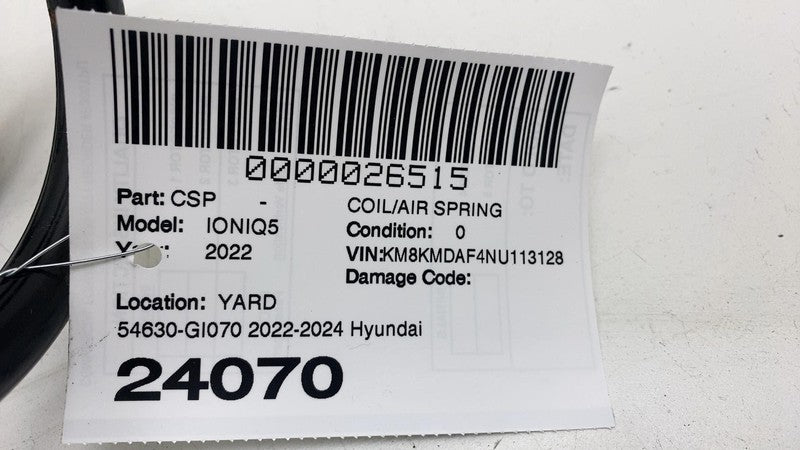 0000026515
Part: CSP - COIL/AIR SPRING
Model: IONIQ5 Condition: 0
Year: 2022 VIN:KM8KMDAF4NU113128
Damage Code:
Location: YARD
54630-GI070 2022-2024 Hyundai
24070